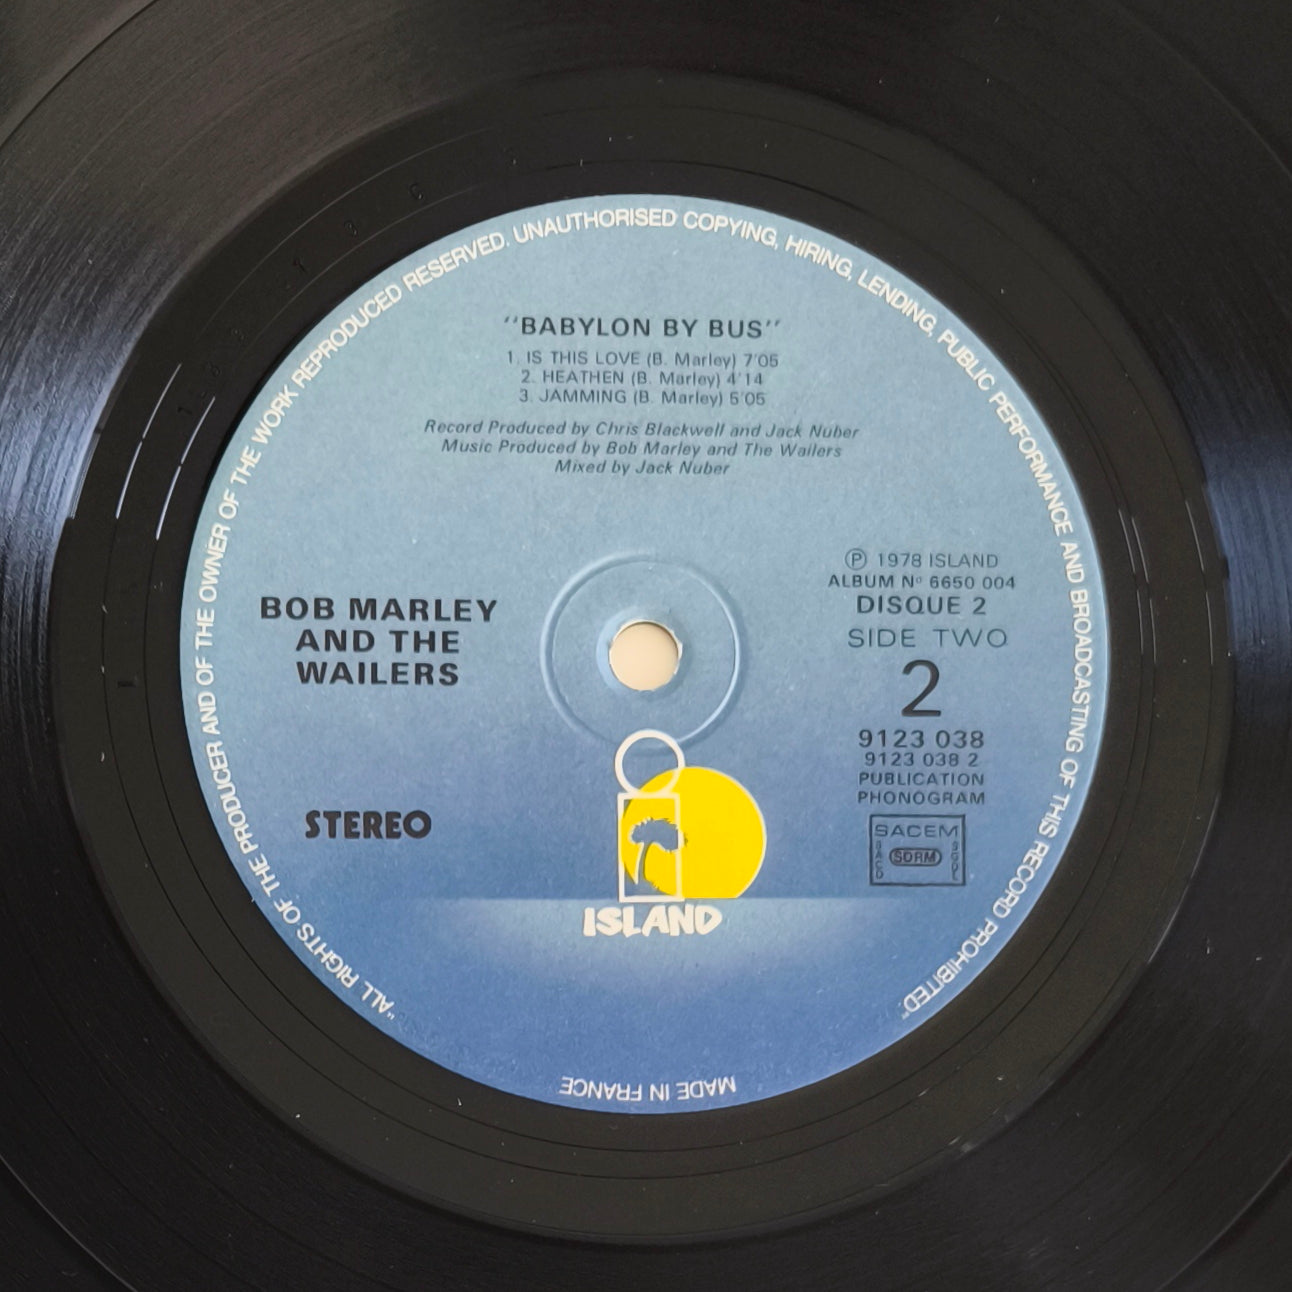 "ALL RIGHTS OF THE PRODUCER AND OF THE OWNER OF THE WORK REPRODUCED RESERVED. UNAUTHORISED COPYING, HIRING, LENDING, PUBLIC PERFORMANCE AND BROADCASTING OF THIS RECORD PROHIBITED."
"BABYLON BY BUS"
1. IS THIS LOVE (B. Marley) 7'05
2. HEATHEN (B. Marley) 4'14
3. JAMMING (B. Marley) 5'05
Record Produced by Chris Blackwell and Jack Nuber
Music Produced by Bob Marley and The Wailers
Mixed by Jack Nuber
BOB MARLEY
AND THE
WAILERS
STEREO
Ⓟ 1978 ISLAND
ALBUM Nº 6650 004
DISQUE 2
SIDE TWO
2
9123 038
9123 038 2
PUBLICATION
PHONOGRAM
SACEM
SACD
SDRM
SGDL
ISLAND
MADE IN FRANCE